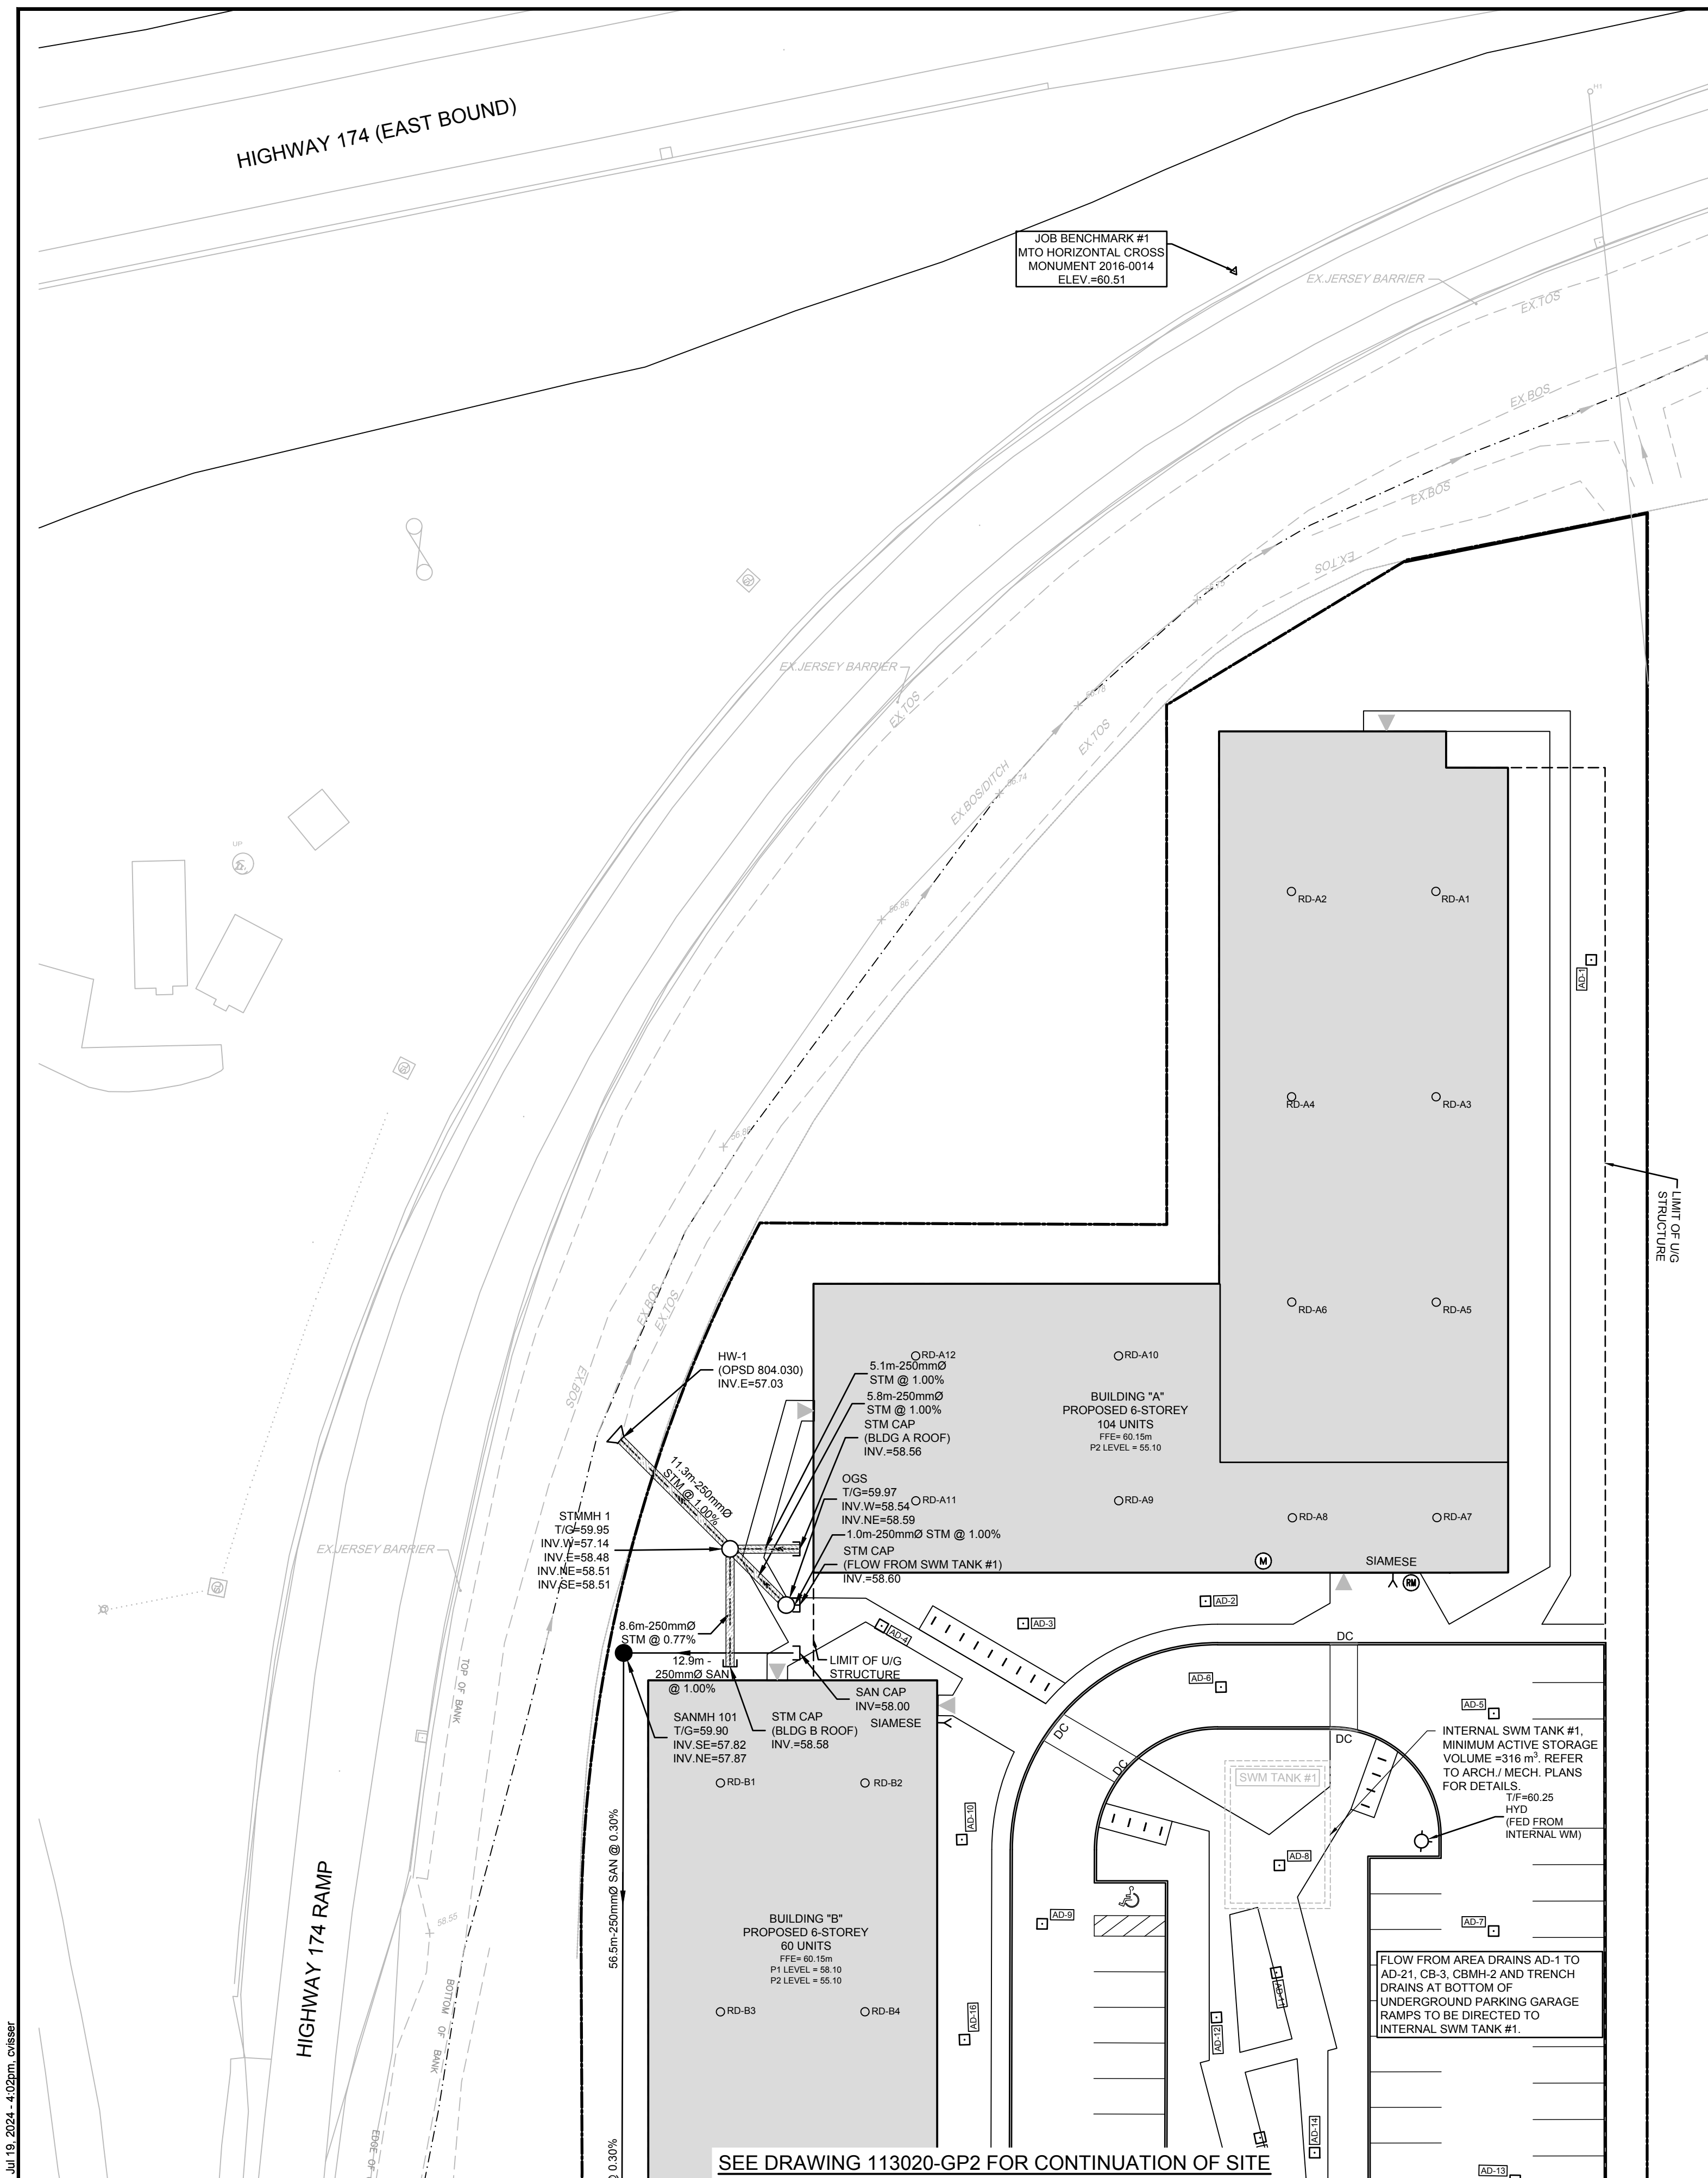 HIGHWAY 174 (EAST BOUND)
H1
JOB BENCHMARK #1
MTO HORIZONTAL CROSS
MONUMENT 2016-0014
ELEV.=60.51
EX.JERSEY BARRIER
EX.TOS
EX.BOS
EX.BOS
EX.TOS
EX.JERSEY BARRIER
EX.TOS
EX.TOS
EX.BOS/DITCH
56.74
56.86
UP
RD-A2
RD-A1
AD-1
RD-A4
RD-A3
LIMIT OF U/G
STRUCTURE
RD-A6
RD-A5
EX.BOS
EX.TOS
EX.BOS
HW-1
(OPSD 804.030)
INV.E=57.03
RD-A12
RD-A10
5.1m-250mmØ
STM @ 1.00%
5.8m-250mmØ
STM @ 1.00%
STM CAP
(BLDG A ROOF)
INV.=58.56
BUILDING "A"
PROPOSED 6-STOREY
104 UNITS
FFE= 60.15m
P2 LEVEL = 55.10
11.3m-250mmØ
STM @ 1.00%
OGS
T/G=59.97
INV.W=58.54
INV.NE=58.59
RD-A11
RD-A9
RD-A8
RD-A7
1.0m-250mmØ STM @ 1.00%
STM CAP
(FLOW FROM SWM TANK #1)
INV.=58.60
STMMH 1
T/G=59.95
INV.W=57.14
INV.E=58.48
INV.NE=58.51
INV.SE=58.51
EX.JERSEY BARRIER
M
SIAMESE
RM
AD-2
AD-3
AD-4
8.6m-250mmØ
STM @ 0.77%
12.9m -
250mmØ SAN
@ 1.00%
LIMIT OF U/G
STRUCTURE
SAN CAP
INV=58.00
SIAMESE
SANMH 101
T/G=59.90
INV.SE=57.82
INV.NE=57.87
STM CAP
(BLDG B ROOF)
INV.=58.58
DC
AD-6
AD-5
DC
DC
DC
INTERNAL SWM TANK #1,
MINIMUM ACTIVE STORAGE
VOLUME =316 m³. REFER
TO ARCH./ MECH. PLANS
FOR DETAILS.
SWM TANK #1
T/F=60.25
HYD
(FED FROM
INTERNAL WM)
TOP OF BANK
RD-B1
RD-B2
AD-10
AD-8
56.5m-250mmØ SAN @ 0.30%
HIGHWAY 174 RAMP
58.55
AD-9
AD-7
BUILDING "B"
PROPOSED 6-STOREY
60 UNITS
FFE= 60.15m
P1 LEVEL = 58.10
P2 LEVEL = 55.10
FLOW FROM AREA DRAINS AD-1 TO
AD-21, CB-3, CBMH-2 AND TRENCH
DRAINS AT BOTTOM OF
UNDERGROUND PARKING GARAGE
RAMPS TO BE DIRECTED TO
INTERNAL SWM TANK #1.
AD-11
BOTTOM OF BANK
RD-B3
RD-B4
AD-16
AD-12
AD-14
AD-13
EDGE OF
@ 0.30%
SEE DRAWING 113020-GP2 FOR CONTINUATION OF SITE
Jul 19, 2024 - 4:02pm, cvisser